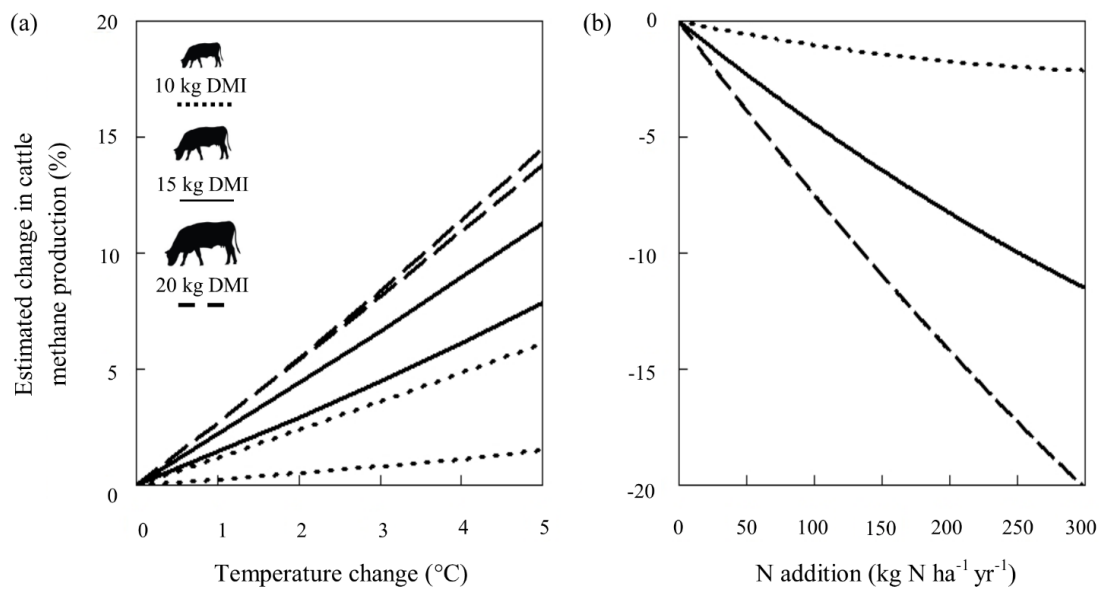 (a)
Estimated change in cattle
methane production (%)
20
15
10
5
0
10 kg DMI
15 kg DMI
20 kg DMI
0 1 2 3 4 5
Temperature change (°C)
(b)
0
-5
-10
-15
-20
0 50 100 150 200 250 300
N addition (kg N ha⁻¹ yr⁻¹)